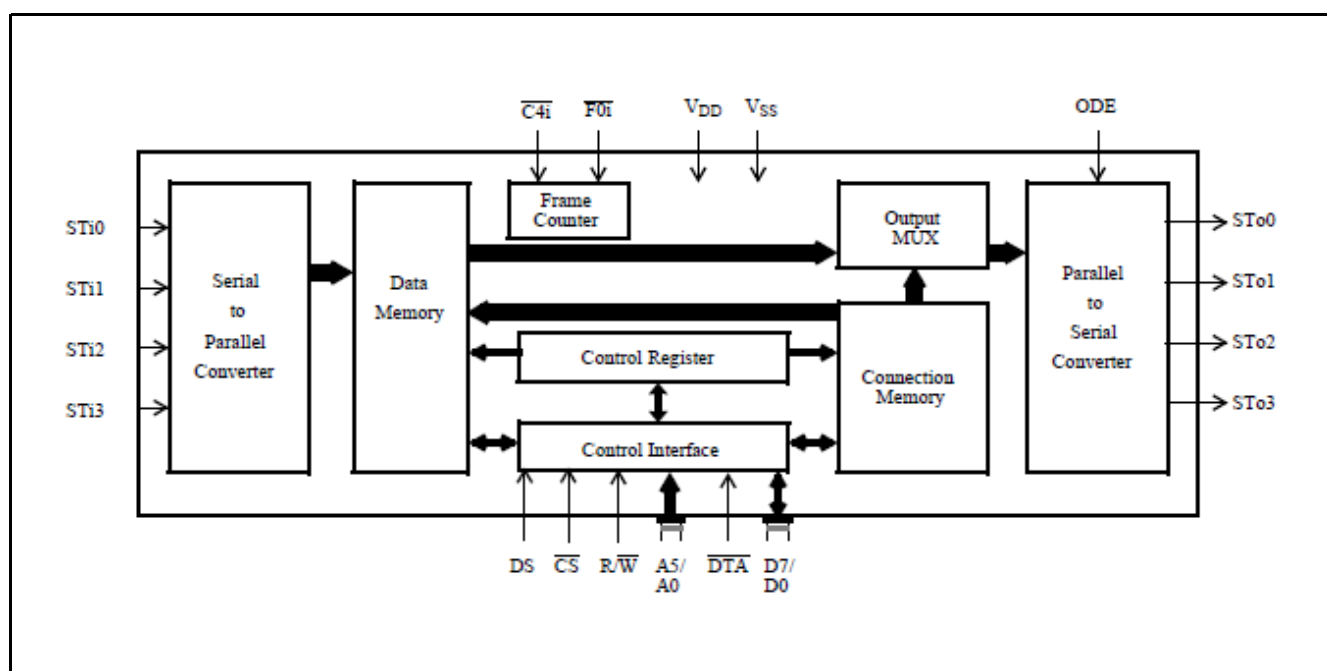 C4i F0i V_DD V_SS ODE
STi0
STi1
STi2
STi3
Serial
to
Parallel
Converter
Data
Memory
Frame
Counter
Output
MUX
Control Register
Control Interface
Connection
Memory
Parallel
to
Serial
Converter
STo0
STo1
STo2
STo3
DS CS R/W A5/ DTA D7/
A0 D0